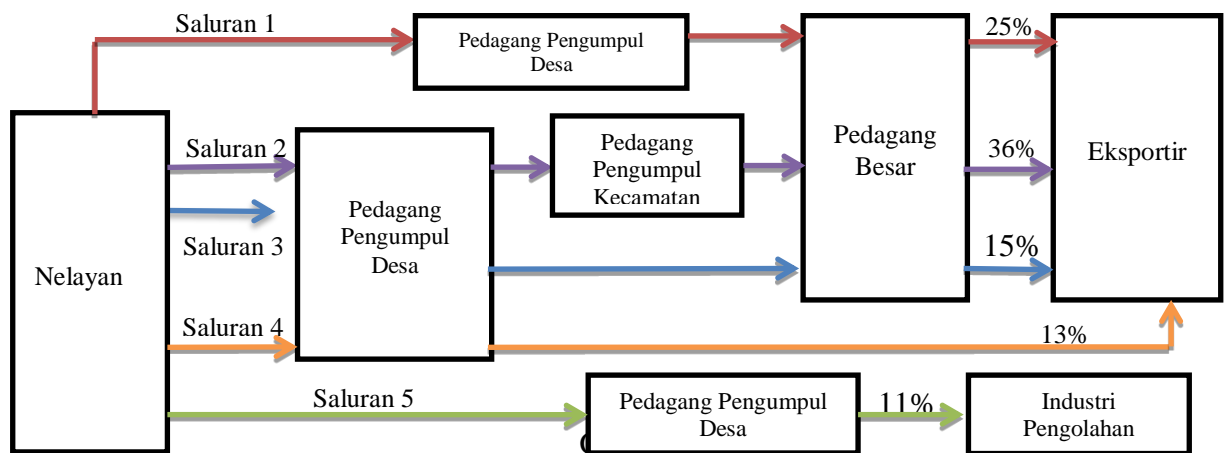 Saluran 1
Pedagang Pengumpul
Desa
25%
Nelayan
Saluran 2
Saluran 3
Saluran 4
Pedagang
Pengumpul
Desa
Pedagang
Pengumpul
Kecamatan
Pedagang
Besar
36%
15%
Eksportir
13%
Saluran 5
Pedagang Pengumpul
Desa
11%
Industri
Pengolahan